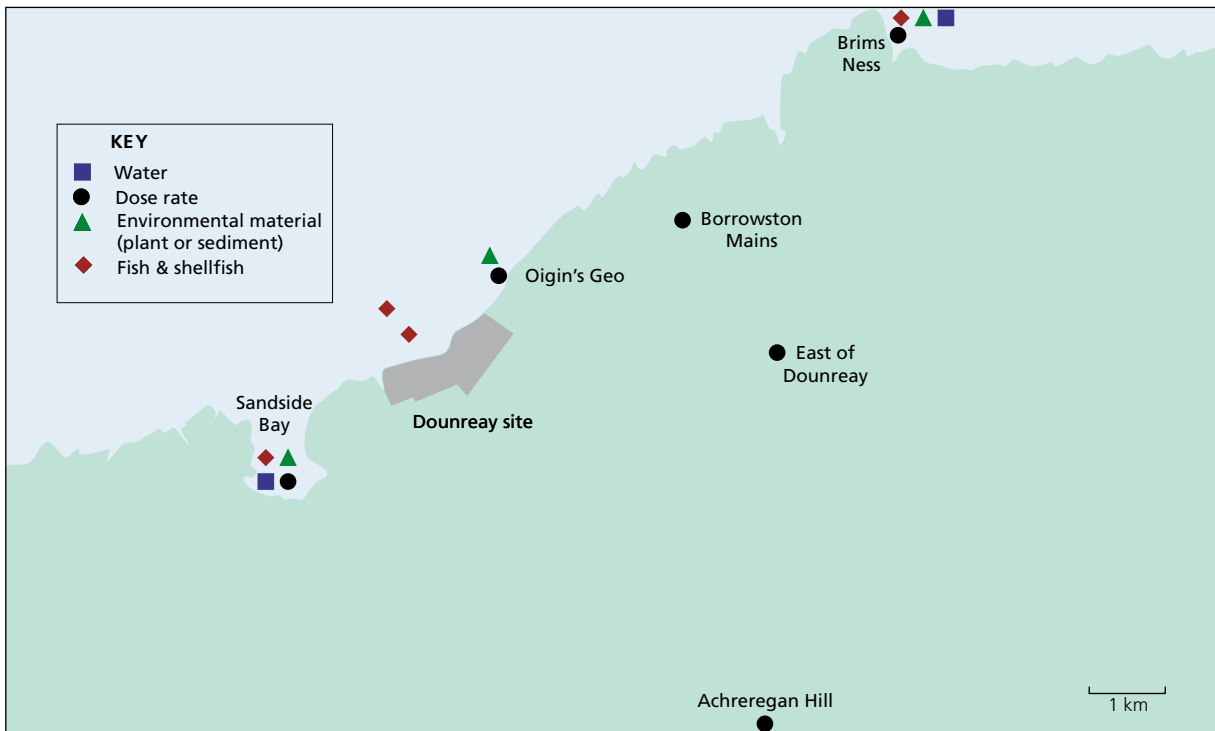 Brims
Ness
KEY
Water
Dose rate
Environmental material
(plant or sediment)
Fish & shellfish
Borrowston
Mains
Oigin's Geo
East of
Dounreay
Sandside
Bay
Dounreay site
Achreregan Hill
1 km